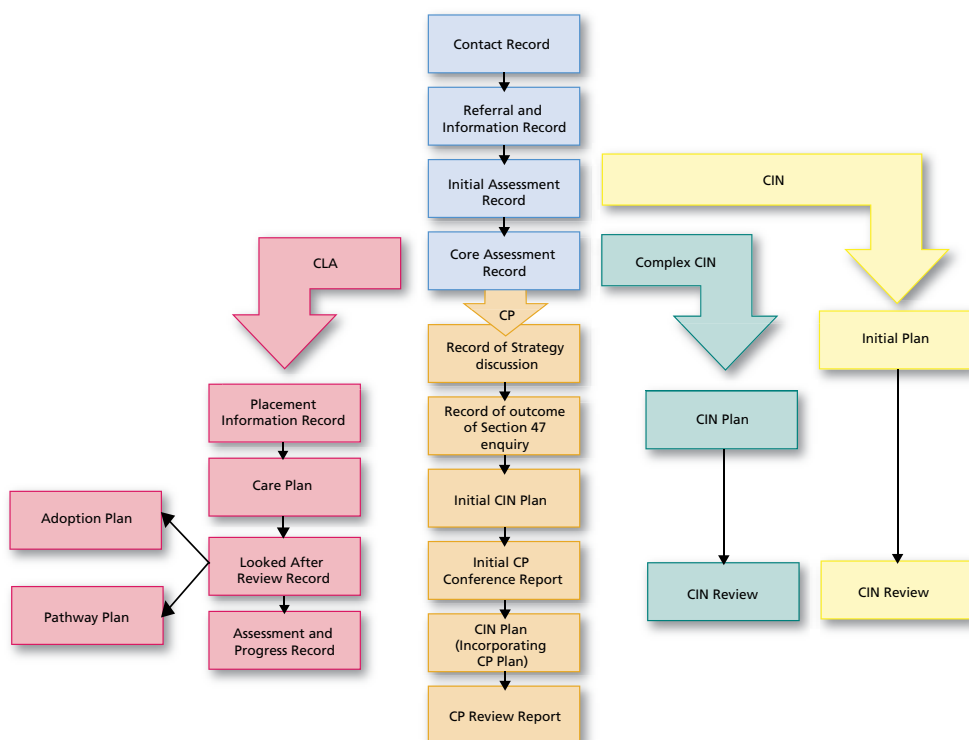 Contact Record
Referral and
Information Record
Initial Assessment
Record
Core Assessment
Record
CIN
CLA
Complex CIN
CP
Initial Plan
Record of Strategy
discussion
Placement
Information Record
Record of outcome
of Section 47
enquiry
CIN Plan
Care Plan
Initial CIN Plan
Adoption Plan
Looked After
Review Record
Initial CP
Conference Report
CIN Review
CIN Review
Pathway Plan
Assessment and
Progress Record
CIN Plan
(Incorporating
CP Plan)
CP Review Report